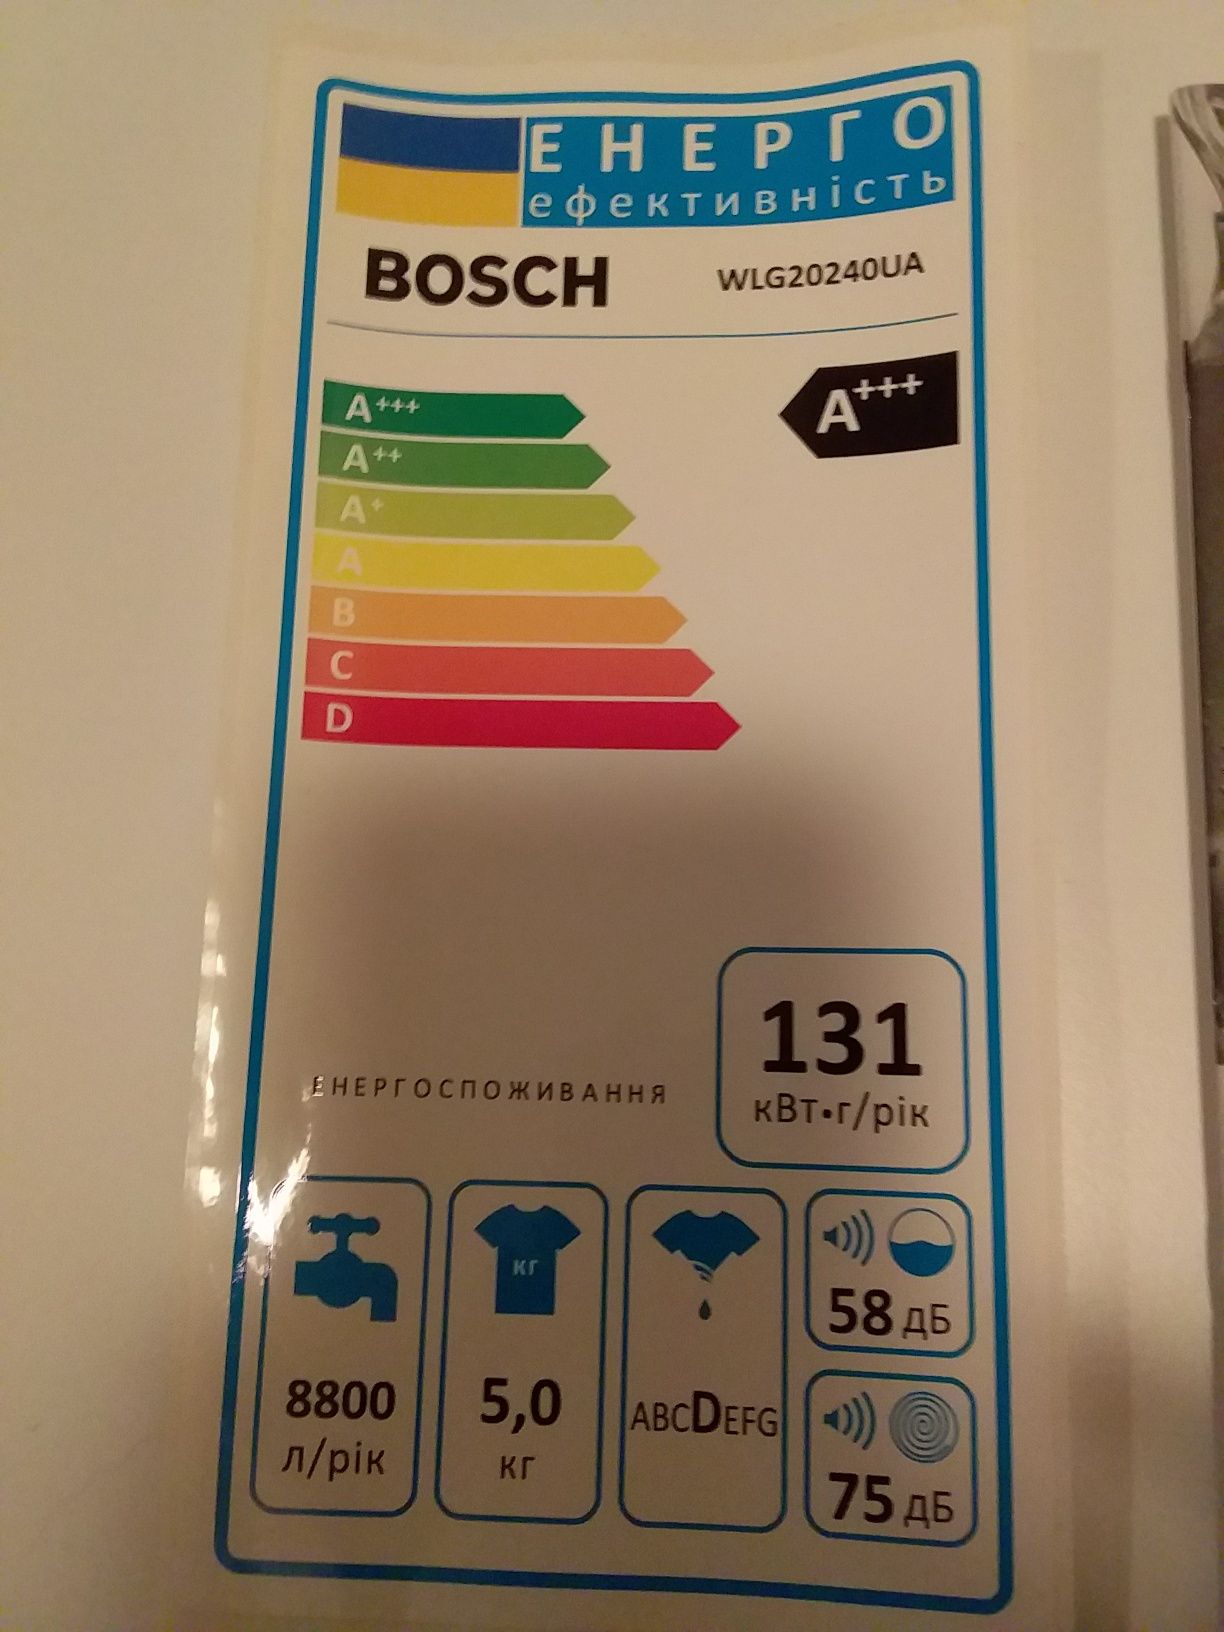 ЕНЕРГО
ефективність
BOSCH
WLG20240UA
A+++
A+++
A++
A+
A
B
C
D
131
кВт•г/рік
ЕНЕРГОСПОЖИВАННЯ
8800
л/рік
кг
5,0
кг
ABCDEFG
58 дБ
75 дБ